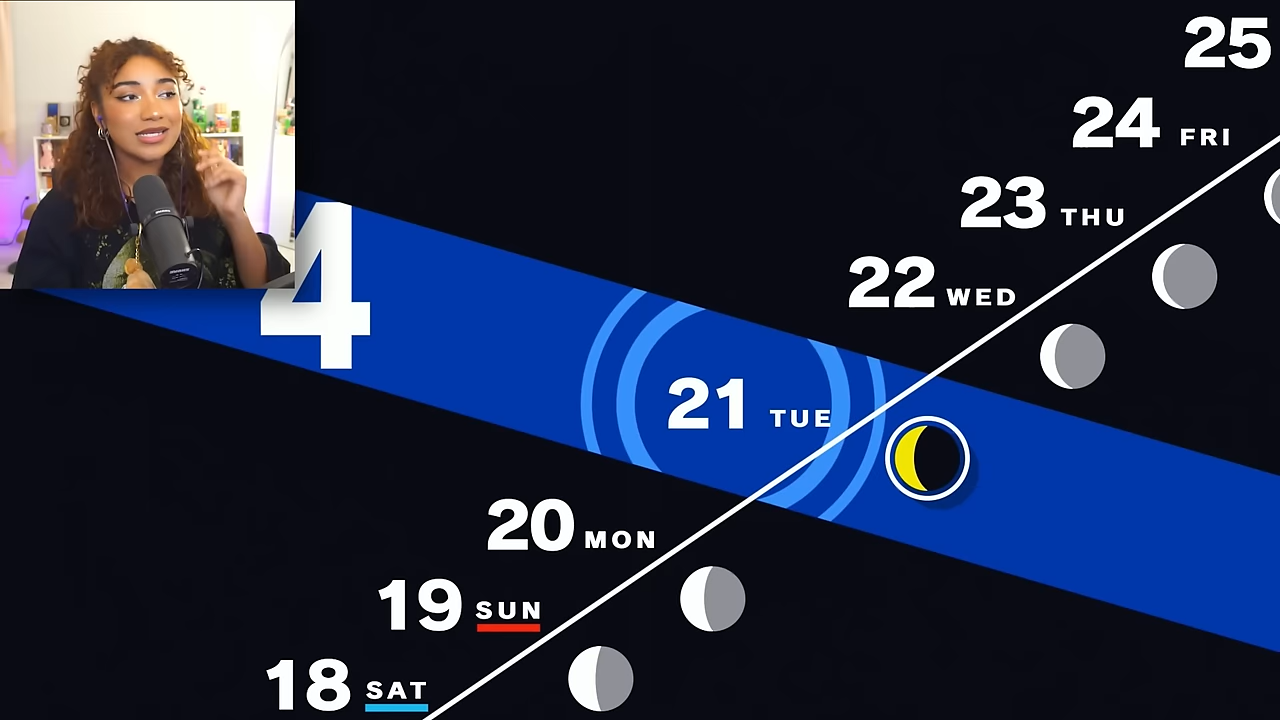 25
24 FRI
23 THU
22 WED
4
21 TUE
20 MON
19 SUN
18 SAT